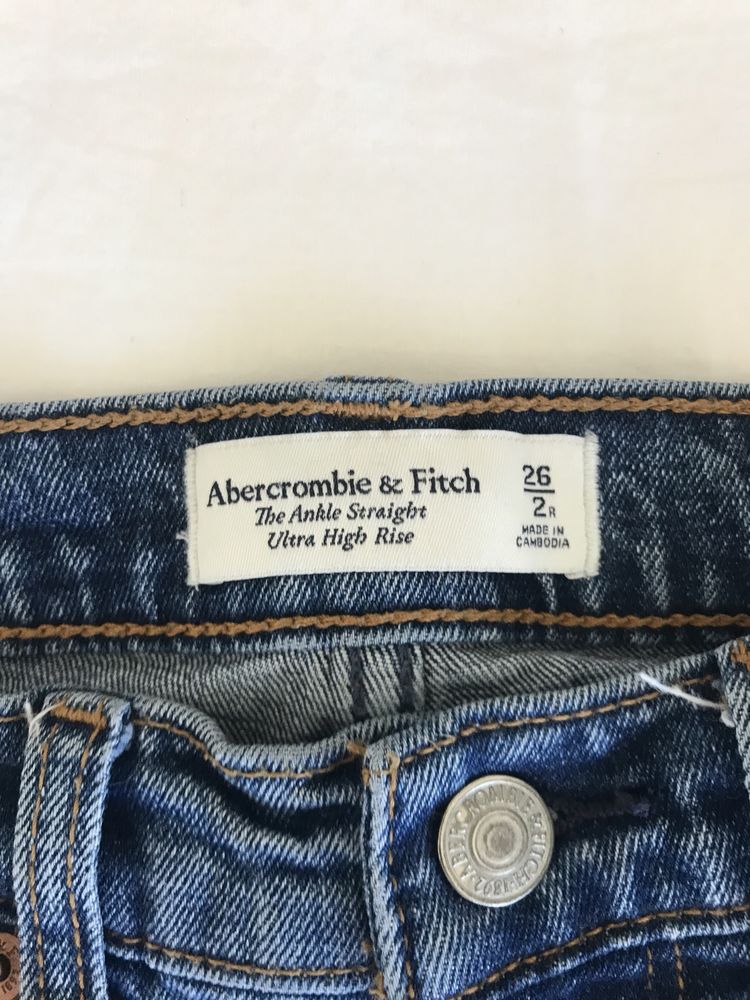 Abercrombie & Fitch
The Ankle Straight
Ultra High Rise
26
2R
MADE IN
CAMBODIA
ABERCROMBIE & FITCH · 1892 ·